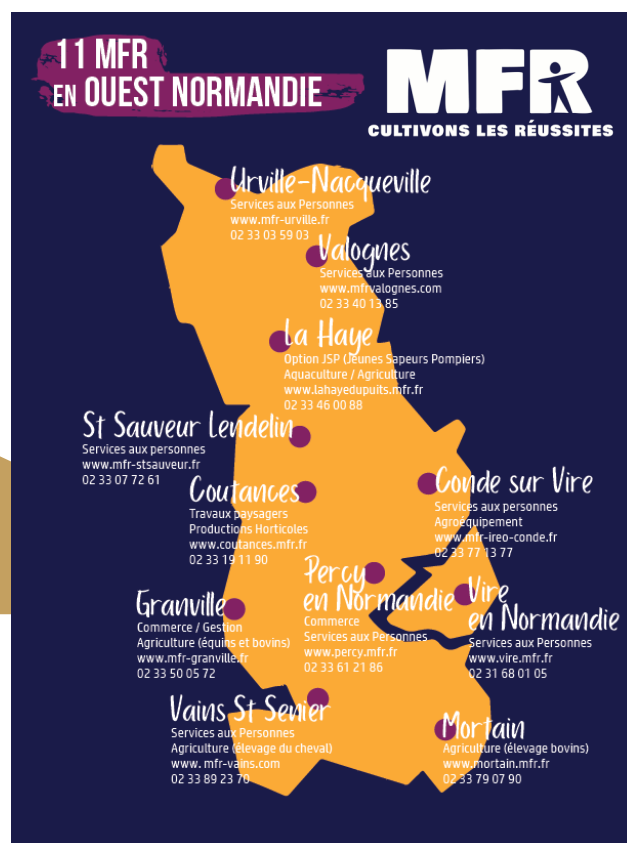 11 MFR
EN OUEST NORMANDIE
MFR
CULTIVONS LES RÉUSSITES
Urville-Nacqueville
Services aux Personnes
www.mfr-urville.fr
02 33 03 59 03
Valognes
Services aux Personnes
www.mfrvalognes.com
02 33 40 13 85
La Haye
Option JSP (Jeunes Sapeurs Pompiers)
Aquaculture / Agriculture
www.lahayedupuits.mfr.fr
02 33 46 00 88
St Sauveur Lendelin
Services aux personnes
www.mfr-stsauveur.fr
02 33 07 72 61
Coutances
Travaux paysagers
Productions Horticoles
www.coutances.mfr.fr
02 33 19 11 90
Conde sur Vire
Services aux personnes
Agroéquipement
www.mfr-ireo-conde.fr
02 33 77 13 77
Percy
en Normandie
Commerce
Services aux Personnes
www.percy.mfr.fr
02 33 61 21 86
Vire
en Normandie
Services aux Personnes
www.vire.mfr.fr
02 31 68 01 05
Granville
Commerce / Gestion
Agriculture (équins et bovins)
www.mfr-granville.fr
02 33 50 05 72
Vains St Senier
Services aux Personnes
Agriculture (élevage du cheval)
www. mfr-vains.com
02 33 89 23 70
Mortain
Agriculture (élevage bovins)
www.mortain.mfr.fr
02 33 79 07 90